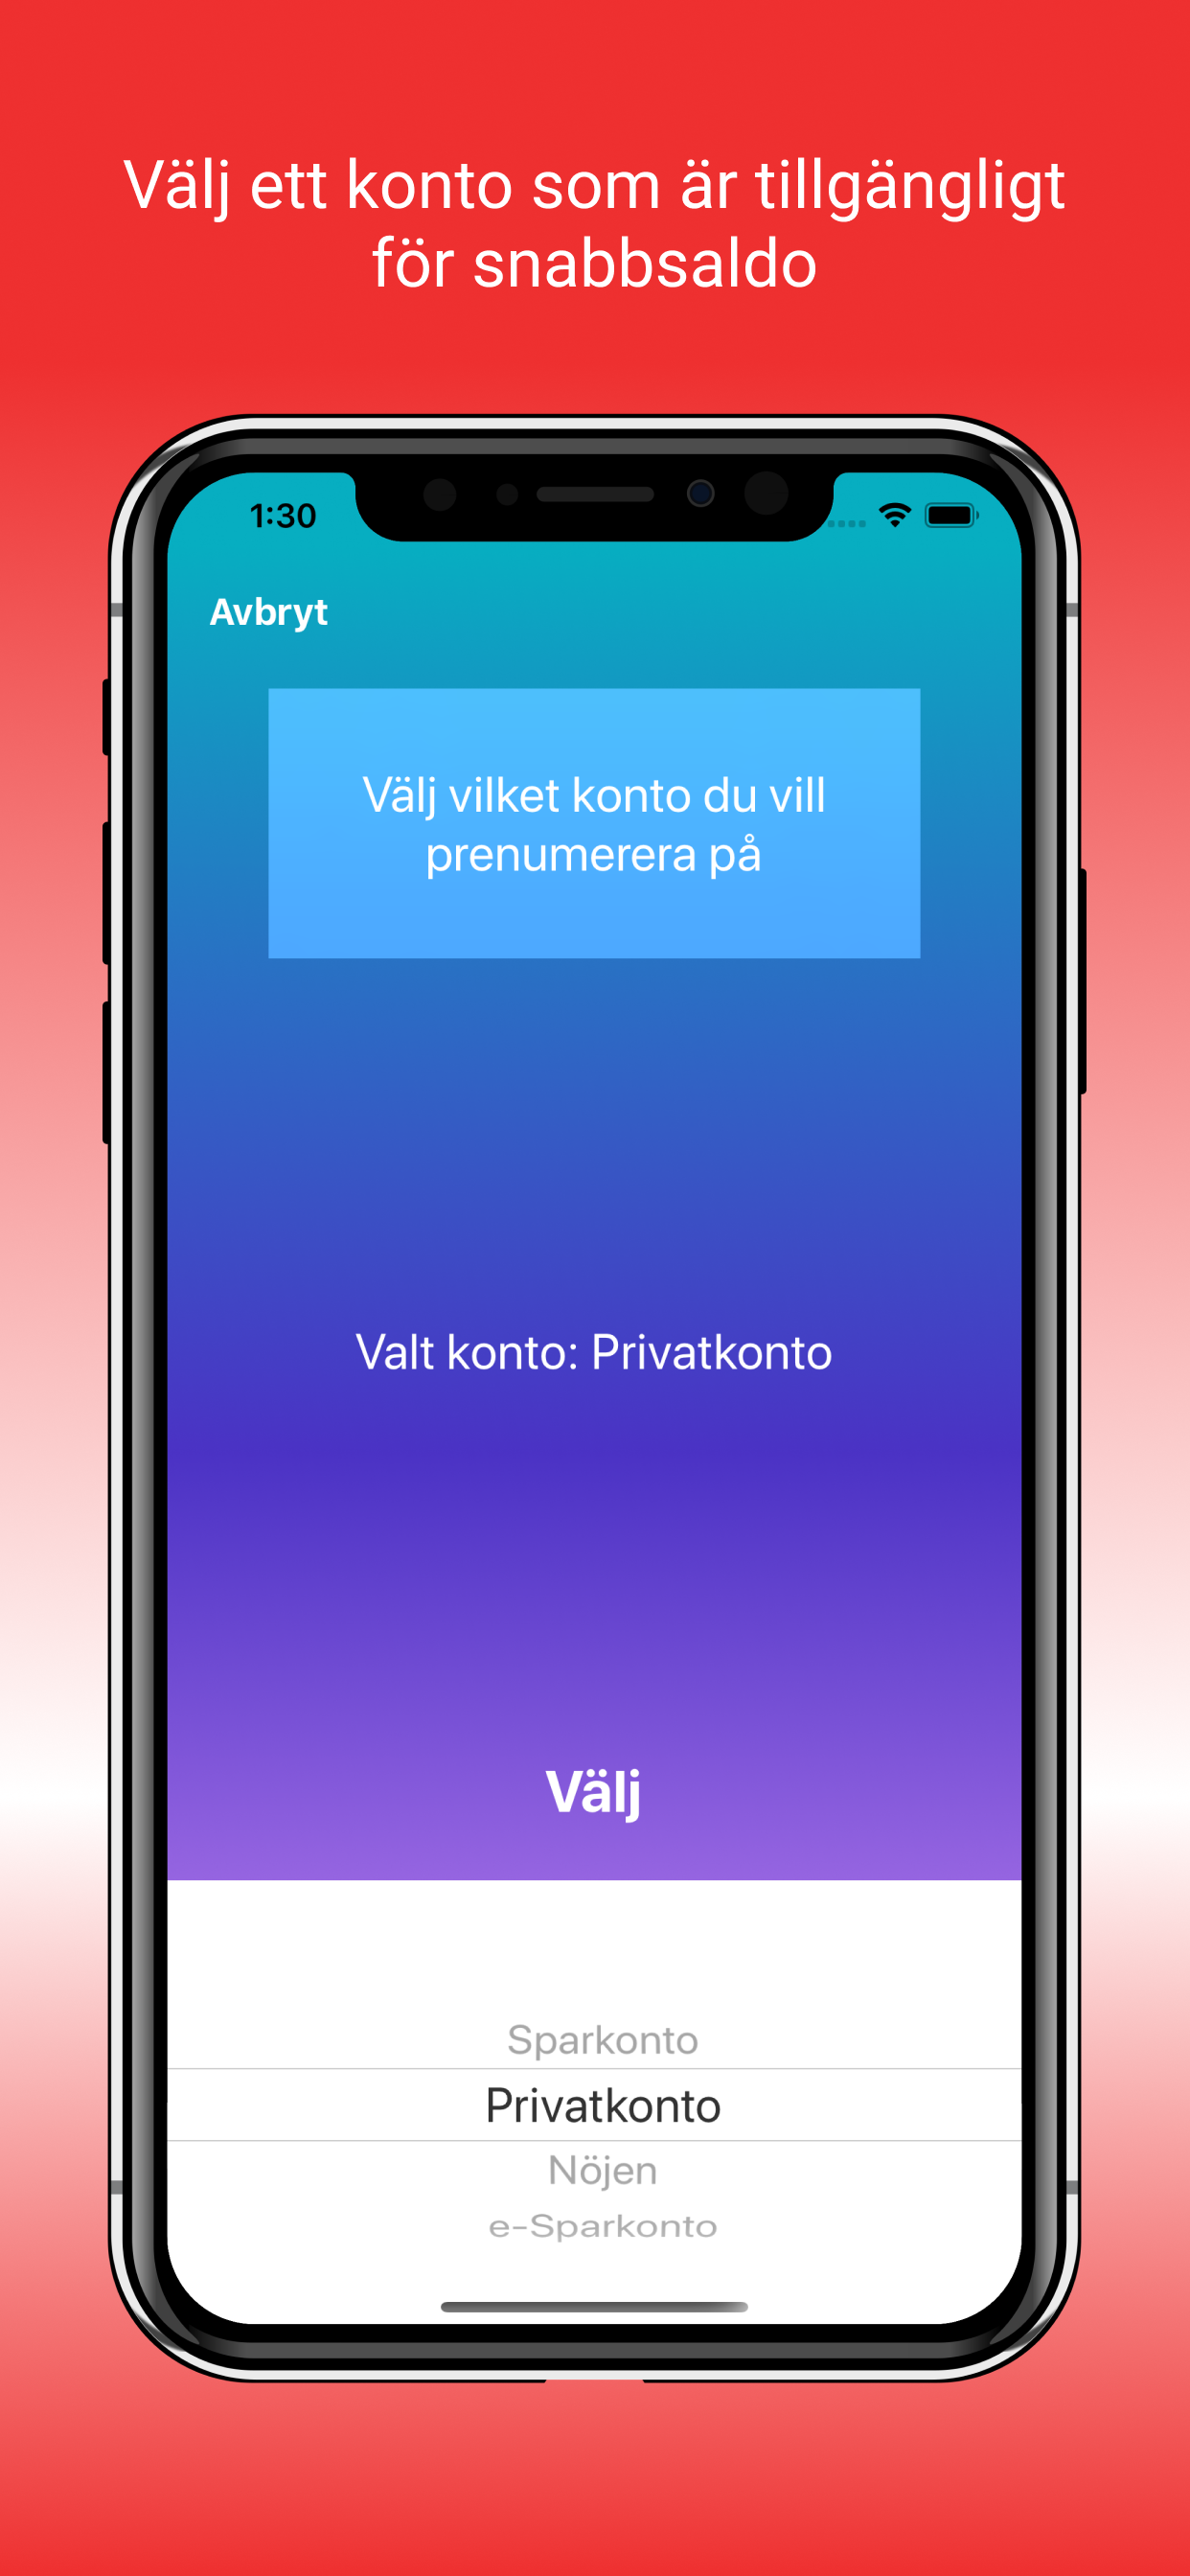 Välj ett konto som är tillgängligt
för snabbsaldo
1:30
Avbryt
Välj vilket konto du vill
prenumerera på
Valt konto: Privatkonto
Välj
Sparkonto
Privatkonto
Nöjen
e-Sparkonto